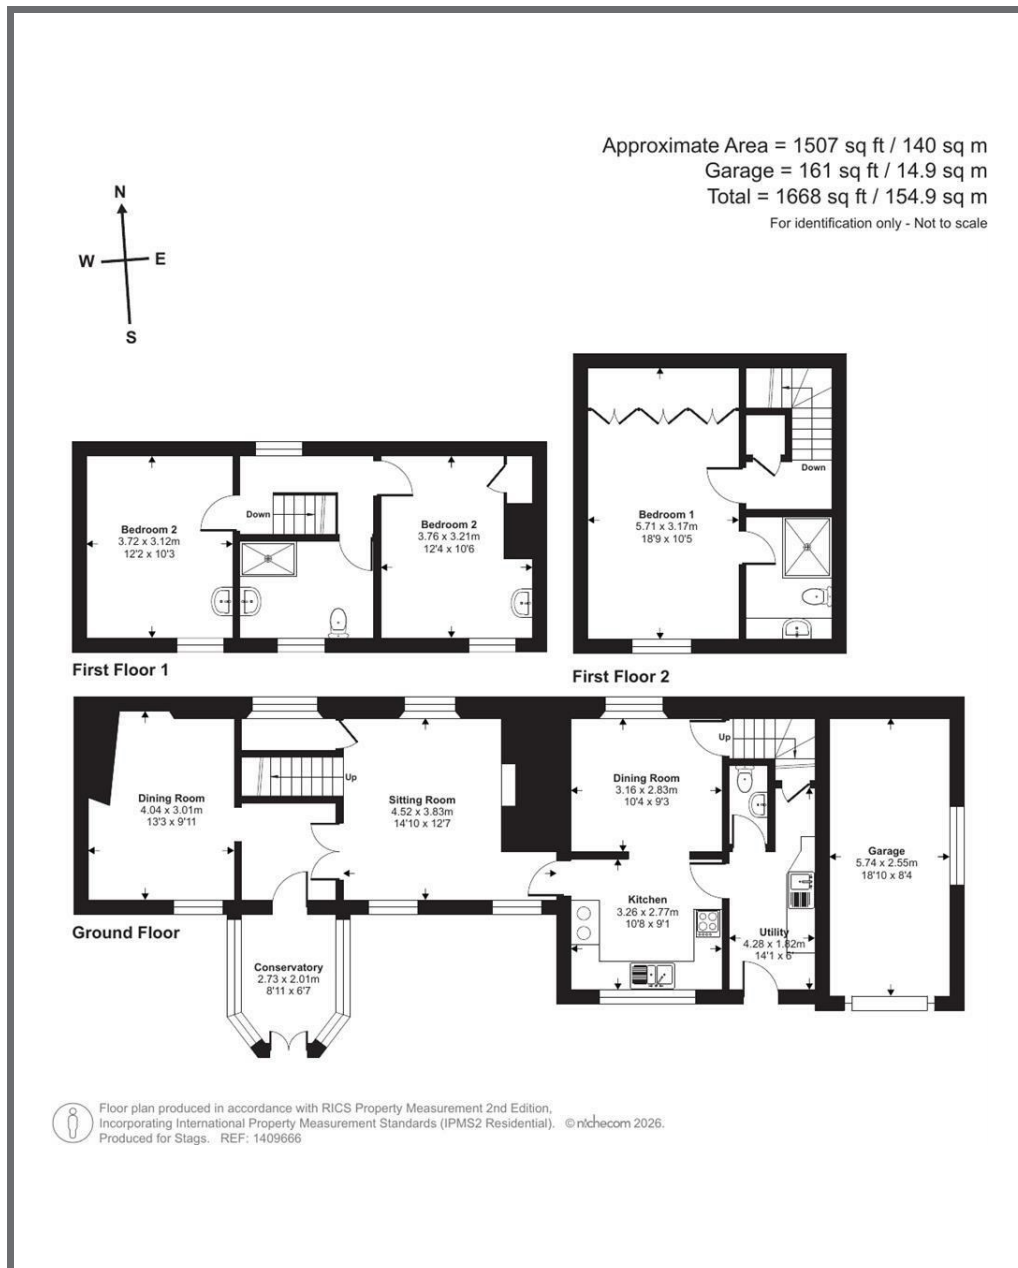 Approximate Area = 1507 sq ft / 140 sq m
Garage = 161 sq ft / 14.9 sq m
Total = 1668 sq ft / 154.9 sq m
For identification only - Not to scale
N
W
E
S
Bedroom 2
3.72 x 3.12m
12'2 x 10'3
Down
Bedroom 2
3.76 x 3.21m
12'4 x 10'6
First Floor 1
Bedroom 1
5.71 x 3.17m
18'9 x 10'5
Down
First Floor 2
Dining Room
4.04 x 3.01m
13'3 x 9'11
Up
Sitting Room
4.52 x 3.83m
14'10 x 12'7
Dining Room
3.16 x 2.83m
10'4 x 9'3
Up
Kitchen
3.26 x 2.77m
10'8 x 9'1
Utility
4.28 x 1.82m
14'1 x 6'
Garage
5.74 x 2.55m
18'10 x 8'4
Ground Floor
Conservatory
2.73 x 2.01m
8'11 x 6'7
Floor plan produced in accordance with RICS Property Measurement 2nd Edition,
Incorporating International Property Measurement Standards (IPMS2 Residential). © nichecom 2026.
Produced for Stags. REF: 1409666